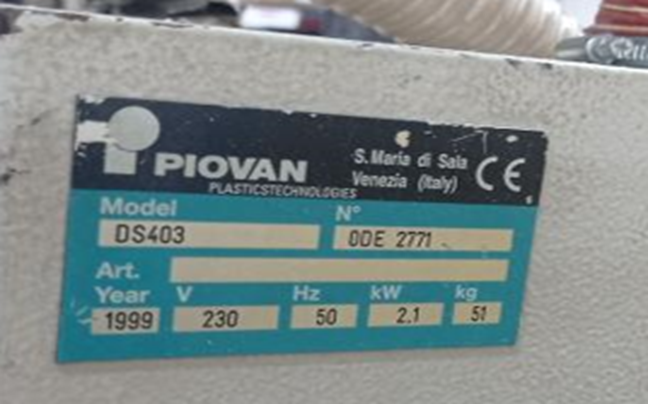 PIOVAN
PLASTICSTECHNOLOGIES
S. Maria di Sala
Venezia (Italy)
CE
Model N°
DS403 ODE 2771
Art.
Year V Hz kW kg
1999 230 50 2.1 51